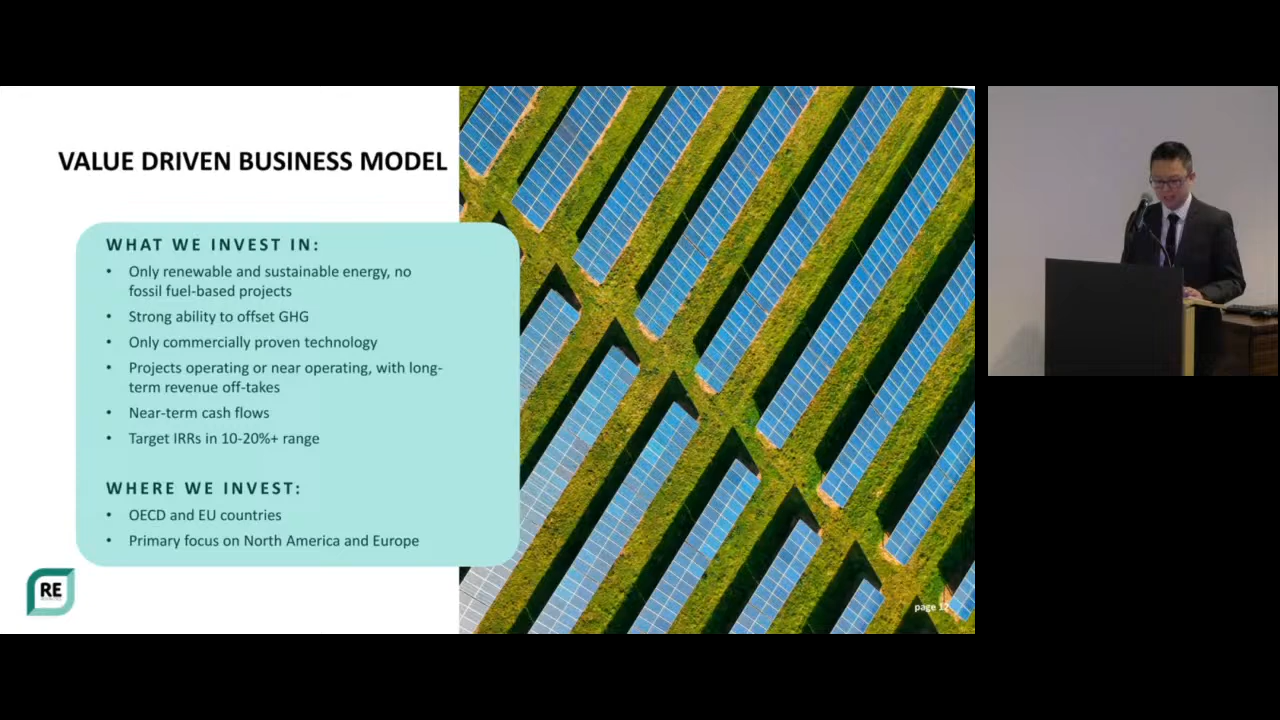 VALUE DRIVEN BUSINESS MODEL
WHAT WE INVEST IN:
• Only renewable and sustainable energy, no
fossil fuel-based projects
• Strong ability to offset GHG
• Only commercially proven technology
• Projects operating or near operating, with long-
term revenue off-takes
• Near-term cash flows
• Target IRRs in 10-20%+ range
WHERE WE INVEST:
• OECD and EU countries
• Primary focus on North America and Europe
RE
page 12